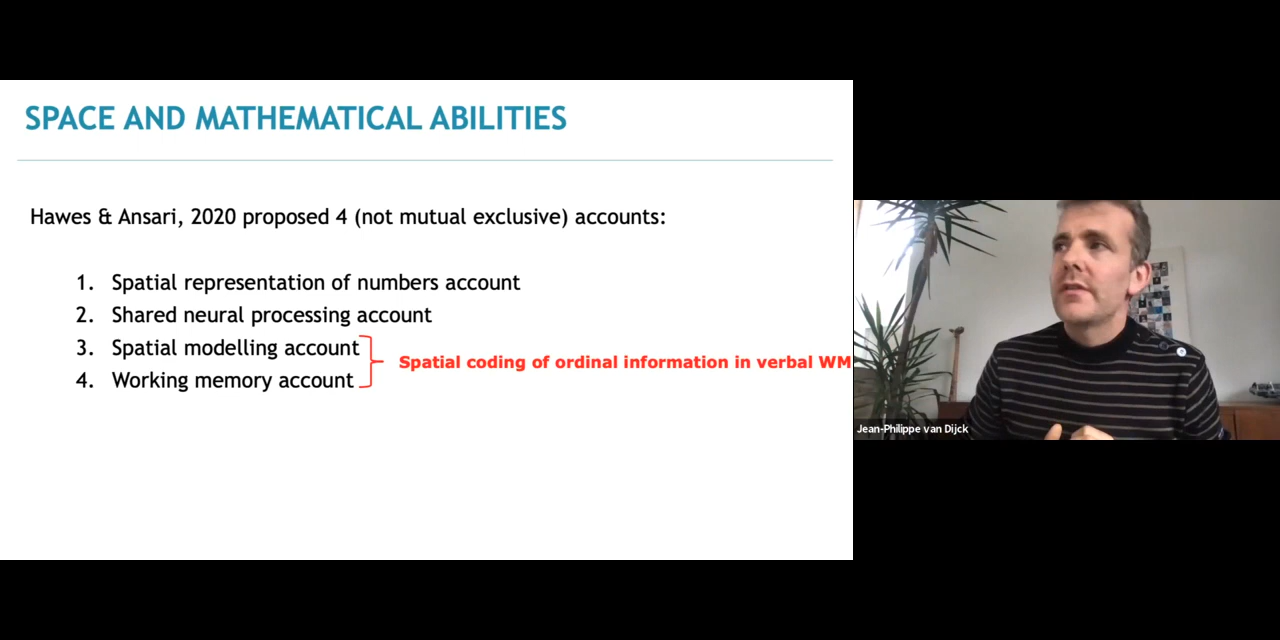 SPACE AND MATHEMATICAL ABILITIES
Hawes & Ansari, 2020 proposed 4 (not mutual exclusive) accounts:
1. Spatial representation of numbers account
2. Shared neural processing account
3. Spatial modelling account
4. Working memory account
Spatial coding of ordinal information in verbal WM
Jean-Philippe van Dijck